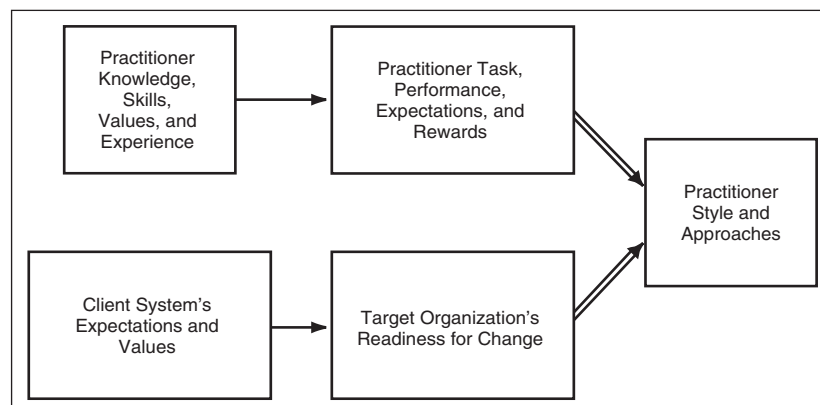 Practitioner
Knowledge,
Skills,
Values, and
Experience
Practitioner Task,
Performance,
Expectations, and
Rewards
Practitioner
Style and
Approaches
Client System's
Expectations and
Values
Target Organization's
Readiness for Change